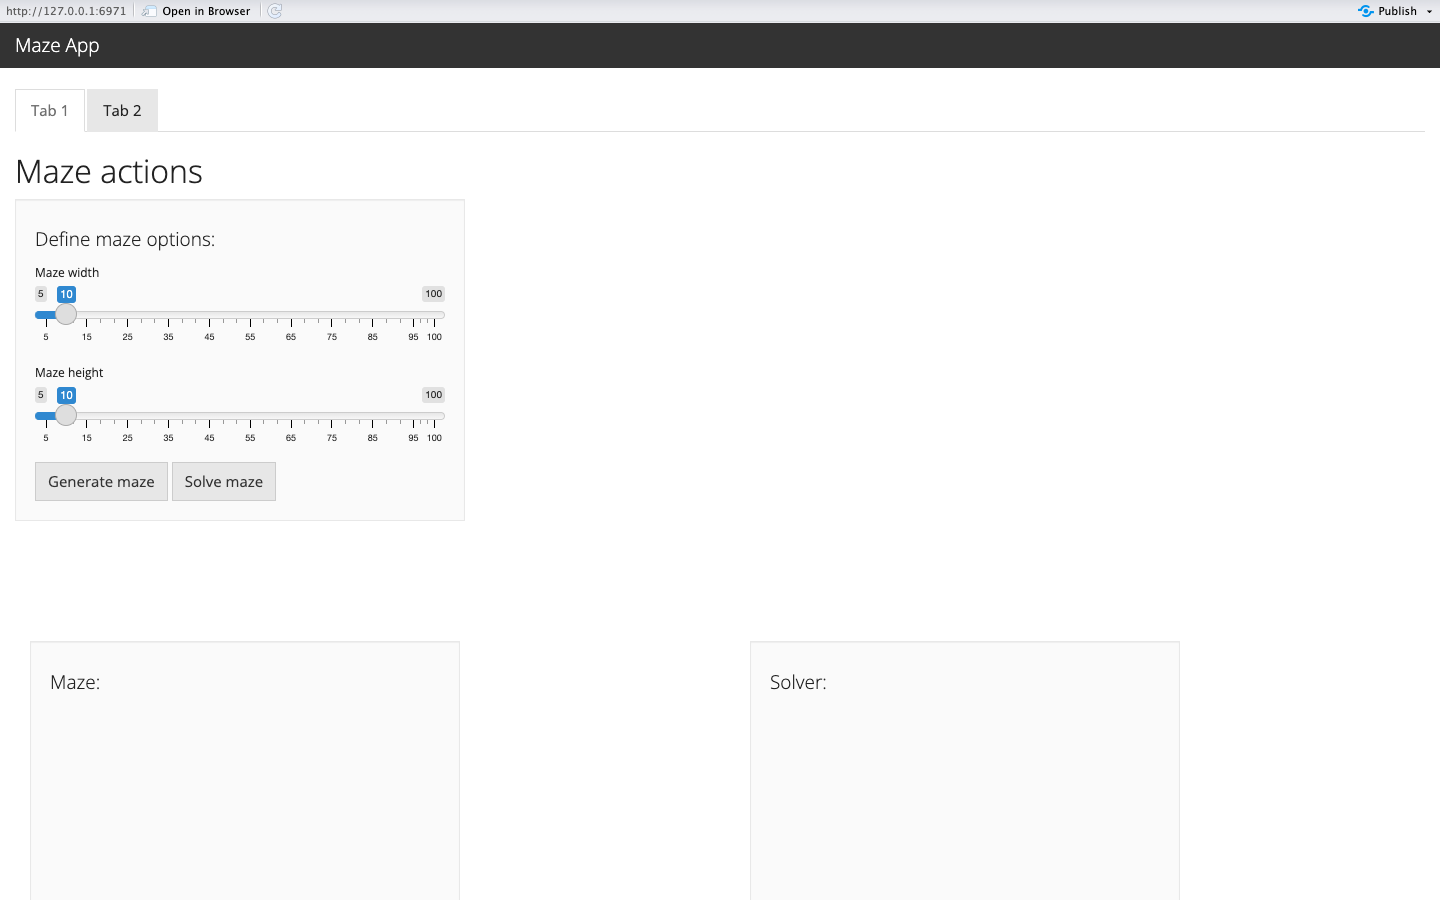 http://127.0.0.1:6971 Open in Browser Publish
Maze App
Tab 1 Tab 2
Maze actions
Define maze options:
Maze width
5 10 100
5 15 25 35 45 55 65 75 85 95 100
Maze height
5 10 100
5 15 25 35 45 55 65 75 85 95 100
Generate maze Solve maze
Maze: Solver: